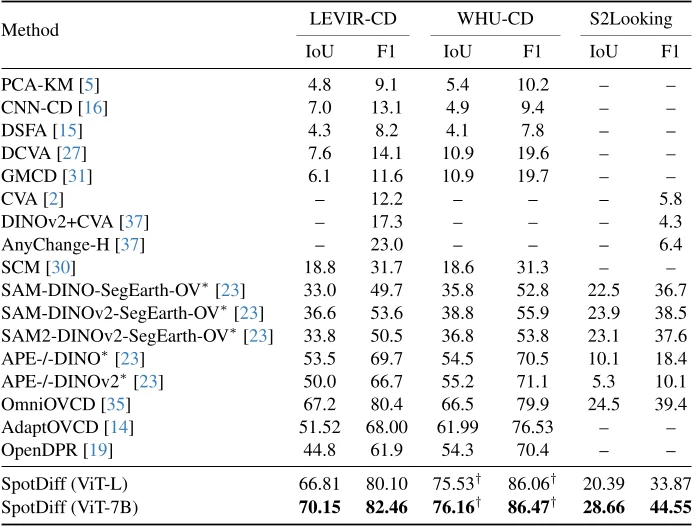 Method LEVIR-CD WHU-CD S2Looking
IoU F1 IoU F1 IoU F1
PCA-KM [5] 4.8 9.1 5.4 10.2 – –
CNN-CD [16] 7.0 13.1 4.9 9.4 – –
DSFA [15] 4.3 8.2 4.1 7.8 – –
DCVA [27] 7.6 14.1 10.9 19.6 – –
GMCD [31] 6.1 11.6 10.9 19.7 – –
CVA [2] – 12.2 – – – 5.8
DINOv2+CVA [37] – 17.3 – – – 4.3
AnyChange-H [37] – 23.0 – – – 6.4
SCM [30] 18.8 31.7 18.6 31.3 – –
SAM-DINO-SegEarth-OV* [23] 33.0 49.7 35.8 52.8 22.5 36.7
SAM-DINOv2-SegEarth-OV* [23] 36.6 53.6 38.8 55.9 23.9 38.5
SAM2-DINOv2-SegEarth-OV* [23] 33.8 50.5 36.8 53.8 23.1 37.6
APE-/-DINO* [23] 53.5 69.7 54.5 70.5 10.1 18.4
APE-/-DINOv2* [23] 50.0 66.7 55.2 71.1 5.3 10.1
OmniOVCD [35] 67.2 80.4 66.5 79.9 24.5 39.4
AdaptOVCD [14] 51.52 68.00 61.99 76.53 – –
OpenDPR [19] 44.8 61.9 54.3 70.4 – –
SpotDiff (ViT-L) 66.81 80.10 75.53† 86.06† 20.39 33.87
SpotDiff (ViT-7B) 70.15 82.46 76.16† 86.47† 28.66 44.55